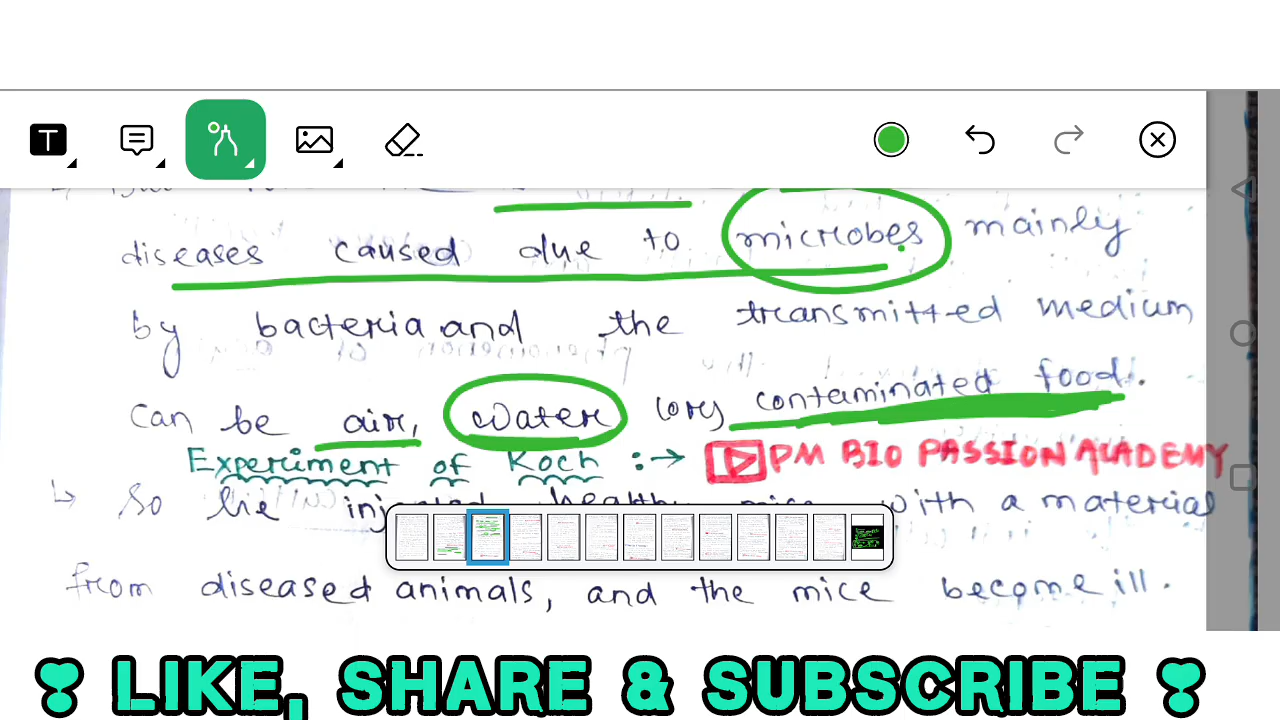 T
diseases caused due to microbes mainly
by bacteria and the transmitted medium
can be air, water contaminated food.
Experiment of Koch :→ PM BIO PASSION ACADEMY
↳ So he healthy mice with a material
from diseased animals, and the mice become ill.
LIKE, SHARE & SUBSCRIBE